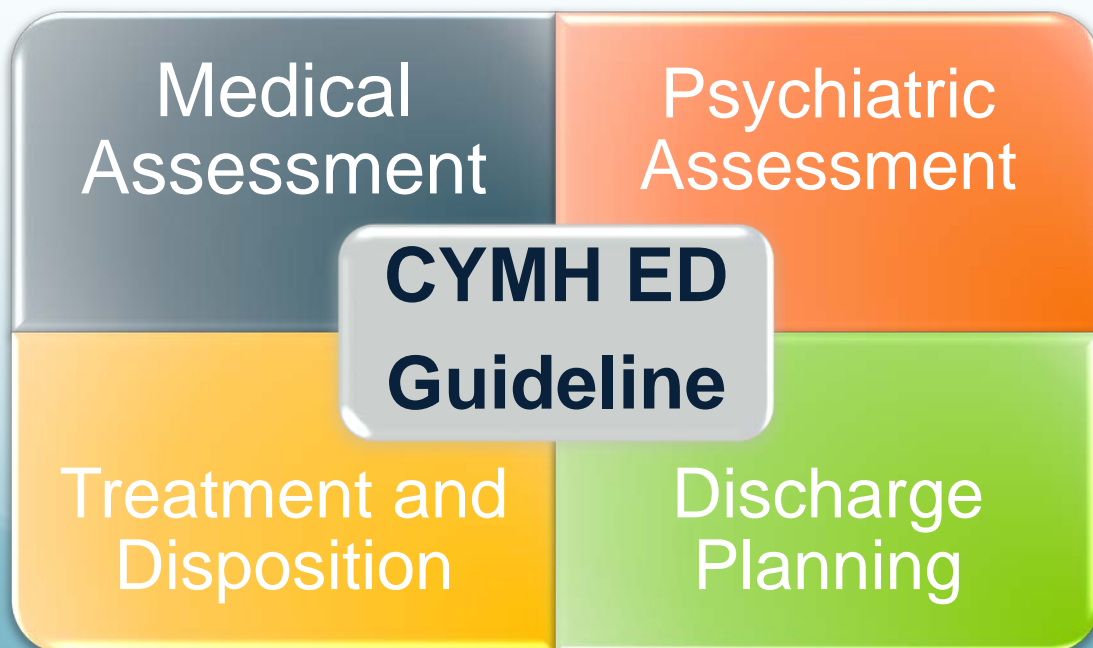 Medical
Assessment
Psychiatric
Assessment
CYMH ED
Guideline
Treatment and
Disposition
Discharge
Planning